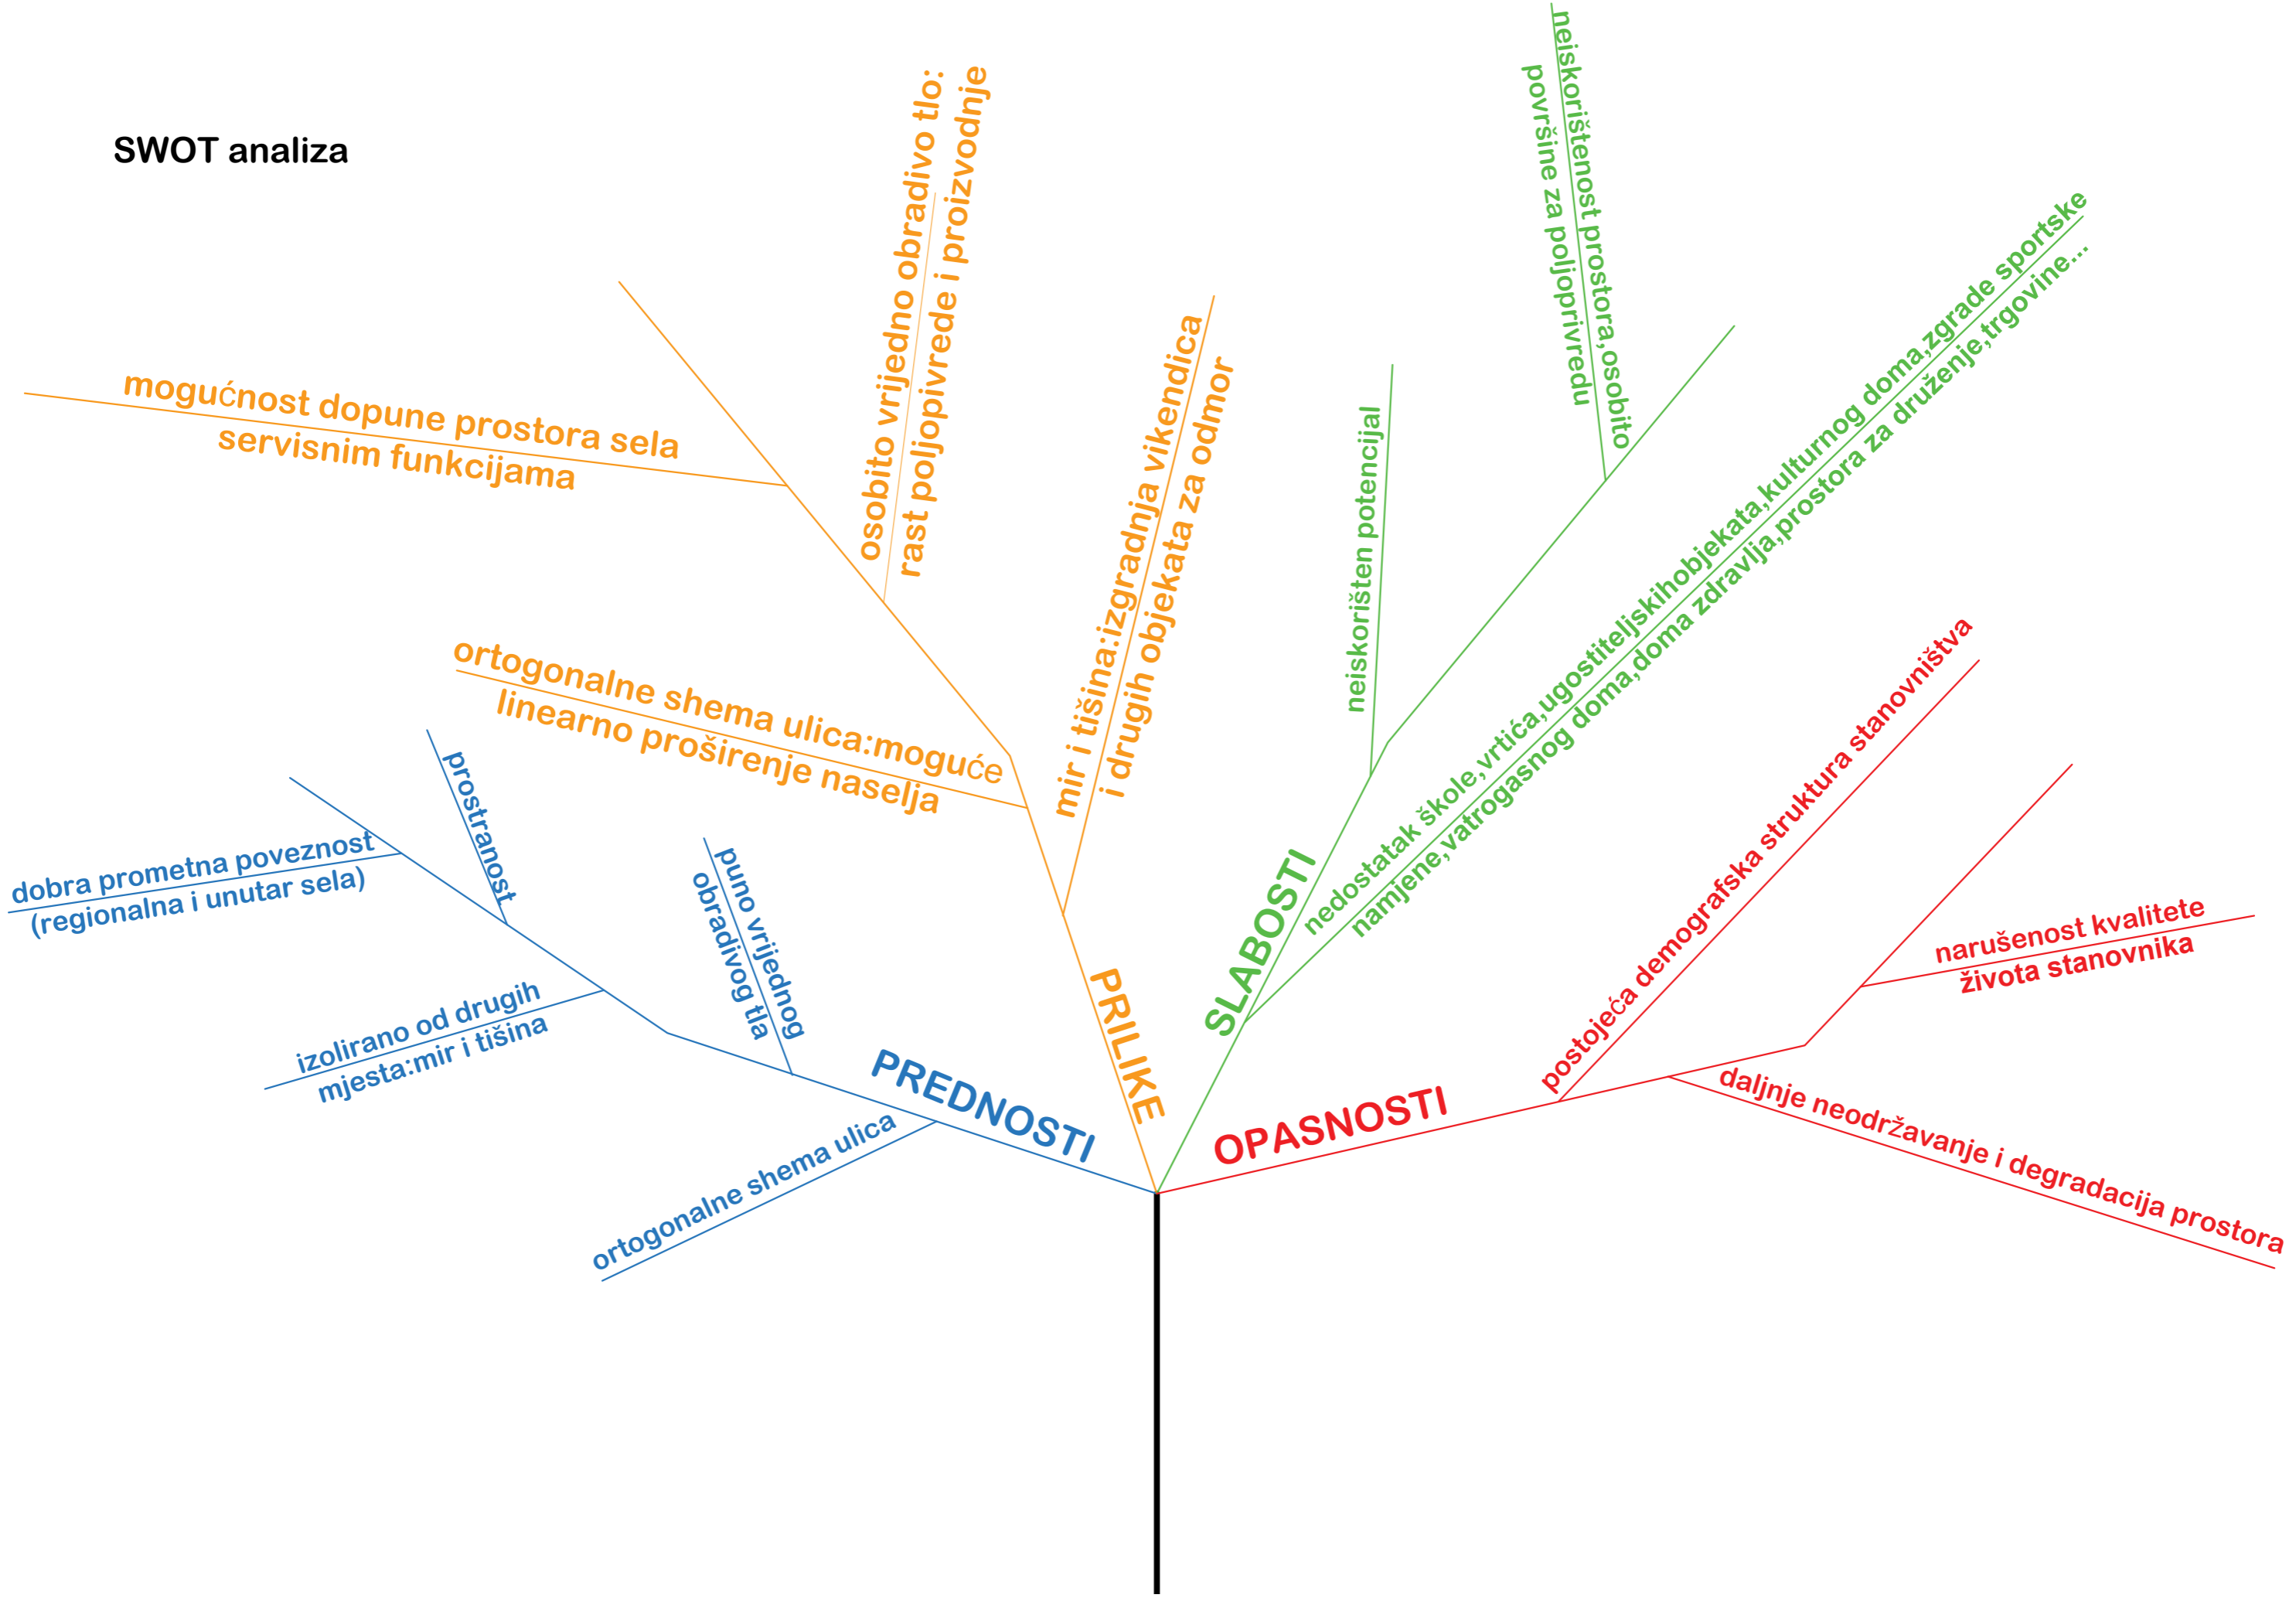 SWOT analiza
PREDNOSTI
ortogonalne shema ulica
puno vrijednog
obradivog tla
izolirano od drugih
mjesta:mir i tišina
prostranost
dobra prometna poveznost
(regionalna i unutar sela)
PRILIKE
mir i tišina:izgradnja vikendica
i drugih objekata za odmor
ortogonalne shema ulica:moguće
linearno proširenje naselja
osobito vrijedno obradivo tlo:
rast poljopivrede i proizvodnje
mogućnost dopune prostora sela
servisnim funkcijama
SLABOSTI
nedostatak škole,vrtića,ugostiteljskihobjekata,kulturnog doma,zgrade sportske
namjene,vatrogasnog doma,doma zdravlja,prostora za druženje,trgovine...
neiskorišten potencijal
neiskorištenost prostora,osobito
površine za poljoprivredu
OPASNOSTI
postojeća demografska struktura stanovništva
daljnje neodržavanje i degradacija prostora
narušenost kvalitete
života stanovnika